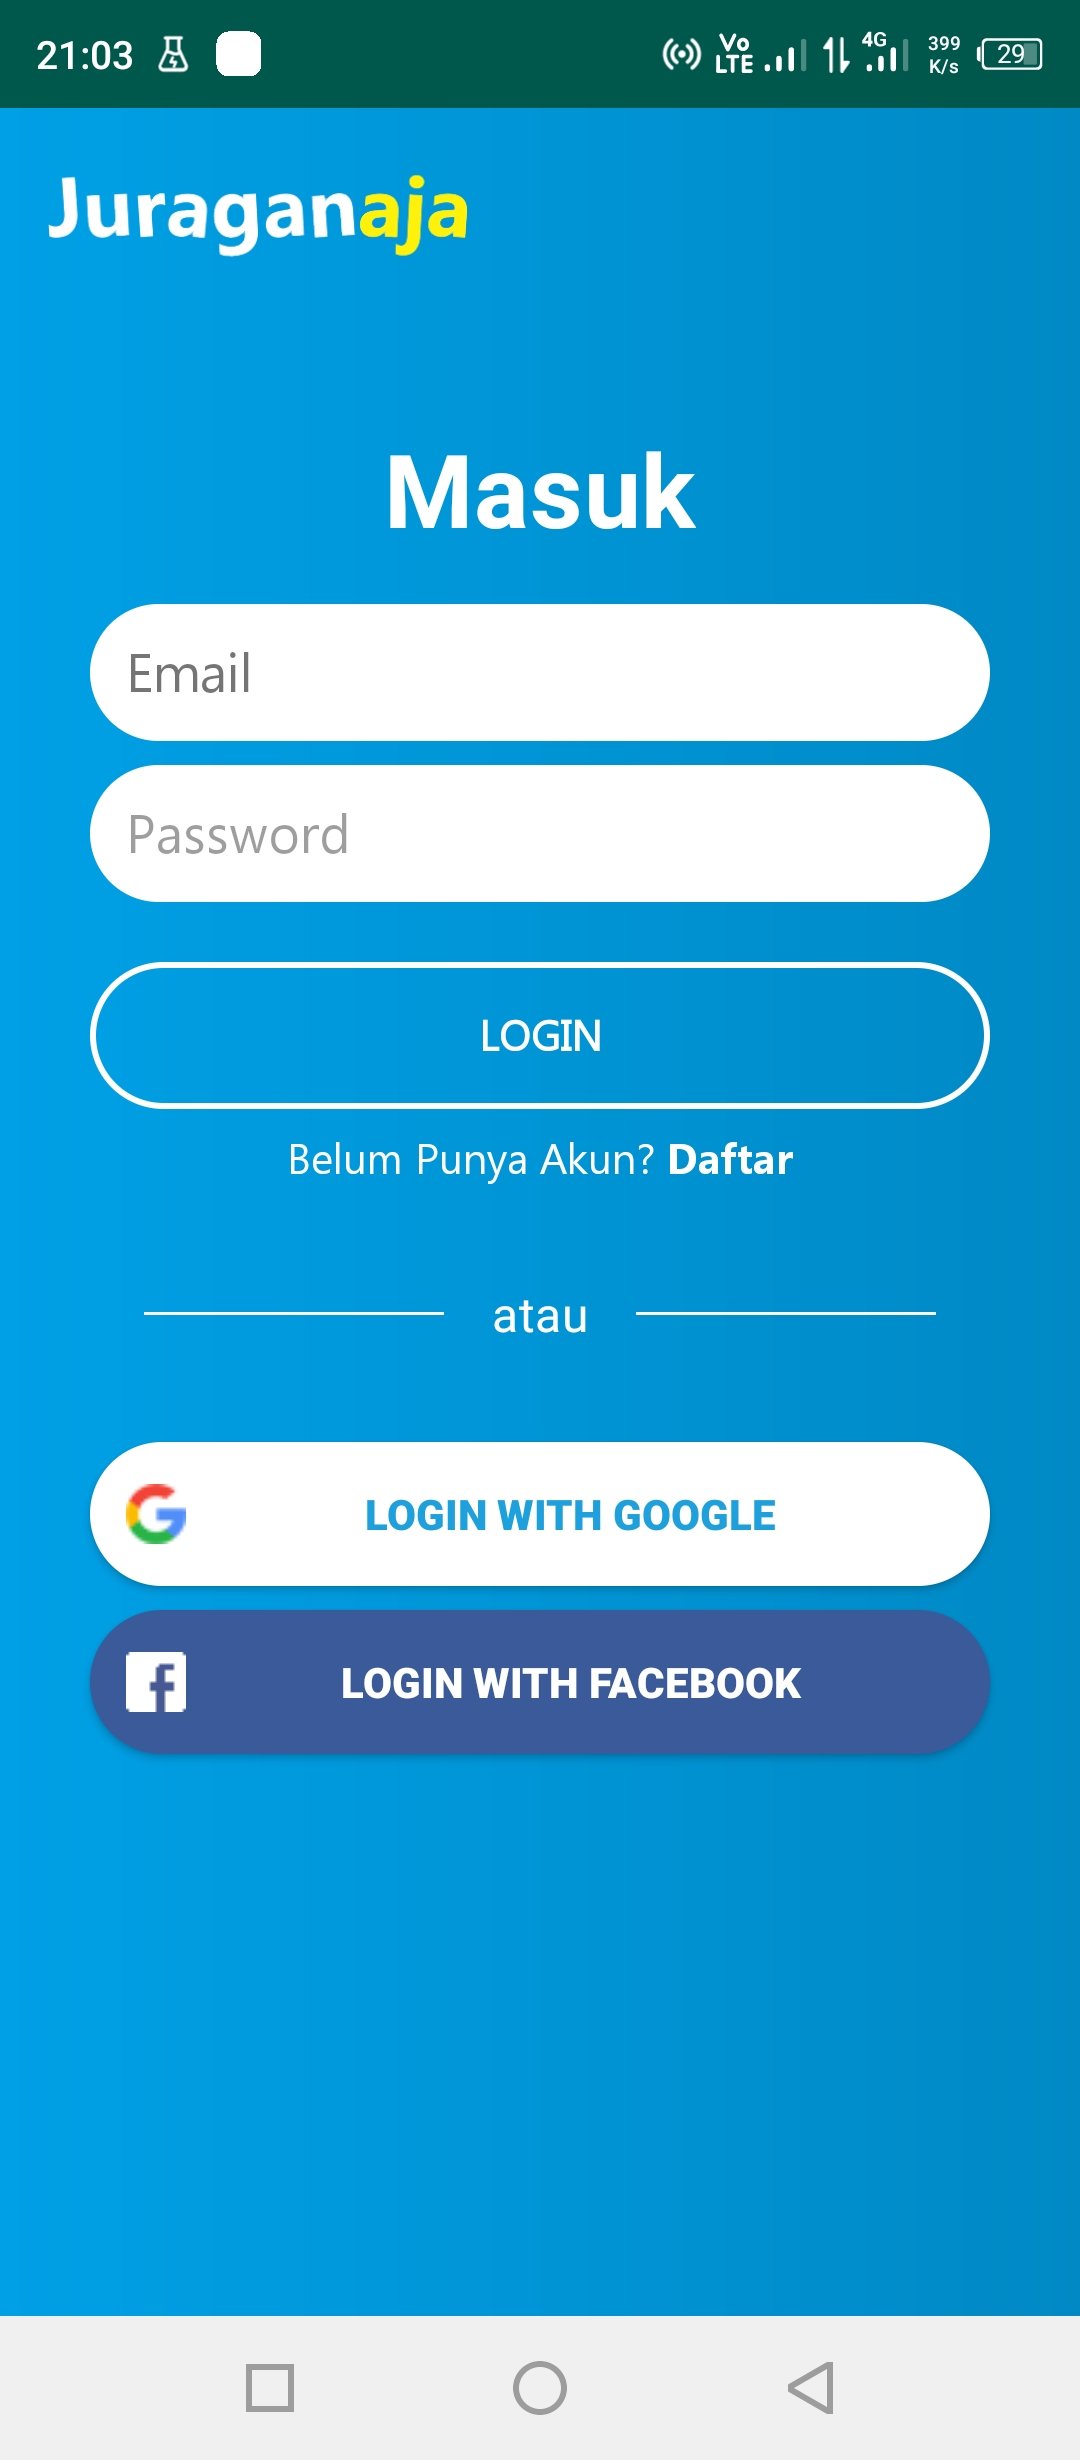 21:03 Vo LTE 4G 399 K/s 29
Juraganaja
Masuk
Email
Password
LOGIN
Belum Punya Akun? Daftar
atau
LOGIN WITH GOOGLE
LOGIN WITH FACEBOOK